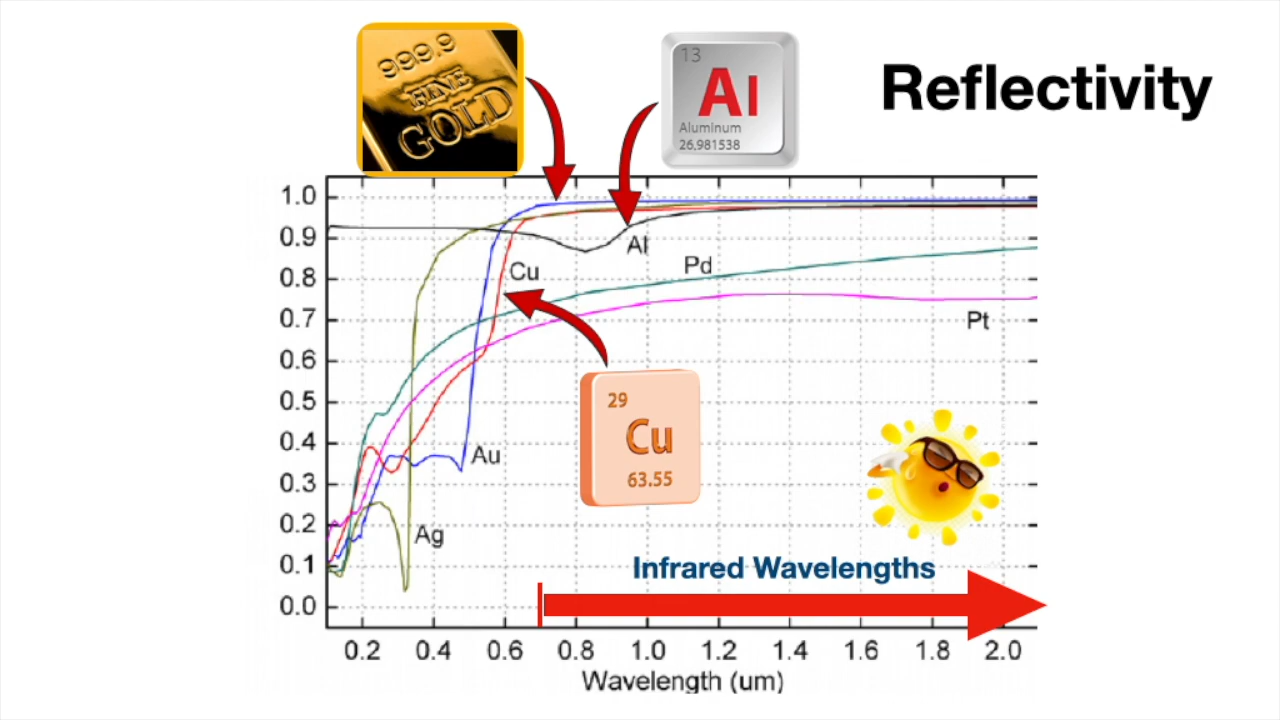 Reflectivity
999.9
FINE
GOLD
13
Al
Aluminum
26,981538
1.0
0.9
0.8
0.7
0.6
0.5
0.4
0.3
0.2
0.1
0.0
Al
Cu
Pd
Pt
29
Cu
63.55
Au
Ag
Infrared Wavelengths
0.2 0.4 0.6 0.8 1.0 1.2 1.4 1.6 1.8 2.0
Wavelength (um)